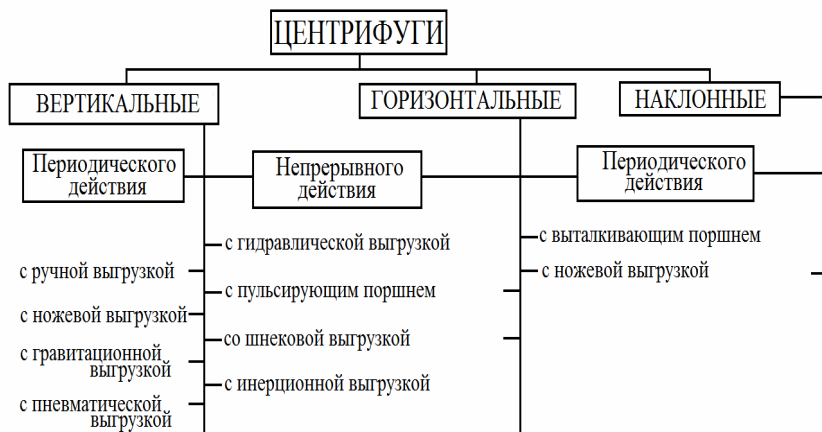 ЦЕНТРИФУГИ
ВЕРТИКАЛЬНЫЕ
ГОРИЗОНТАЛЬНЫЕ
НАКЛОННЫЕ
Периодического
действия
Непрерывного
действия
Периодического
действия
с ручной выгрузкой
с ножевой выгрузкой
с гравитационной
выгрузкой
с пневматической
выгрузкой
с гидравлической выгрузкой
с пульсирующим поршнем
со шнековой выгрузкой
с инерционной выгрузкой
с выталкивающим поршнем
с ножевой выгрузкой